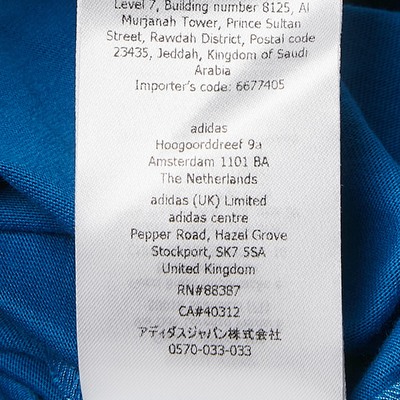 Level 7, Building number 8125, Al
Murjanah Tower, Prince Sultan
Street, Rawdah District, Postal code
23435, Jeddah, Kingdom of Saudi
Arabia
Importer's code: 6677405
adidas
Hoogoorddreef 9a
Amsterdam 1101 BA
The Netherlands
adidas (UK) Limited
adidas centre
Pepper Road, Hazel Grove
Stockport, SK7 5SA
United Kingdom
RN#88387
CA#40312
アディダスジャパン株式会社
0570-033-033